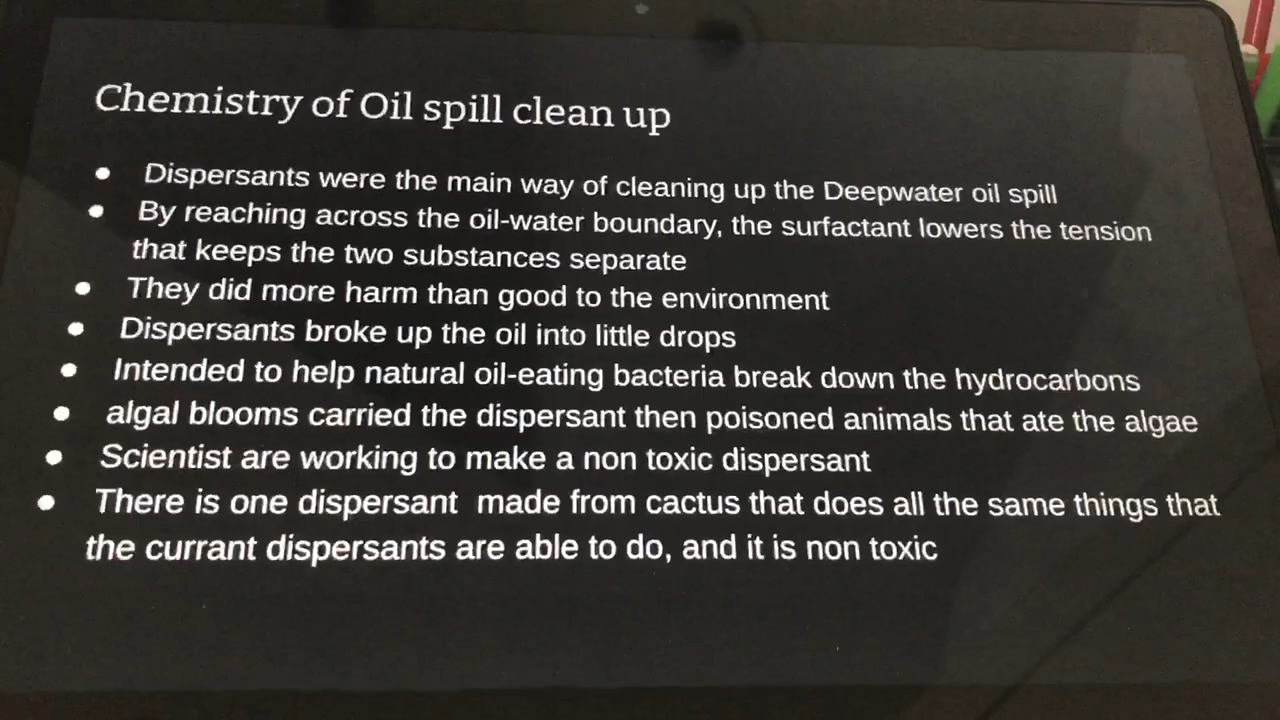 Chemistry of Oil spill clean up
● Dispersants were the main way of cleaning up the Deepwater oil spill
● By reaching across the oil-water boundary, the surfactant lowers the tension
that keeps the two substances separate
● They did more harm than good to the environment
● Dispersants broke up the oil into little drops
● Intended to help natural oil-eating bacteria break down the hydrocarbons
● algal blooms carried the dispersant then poisoned animals that ate the algae
● Scientist are working to make a non toxic dispersant
● There is one dispersant  made from cactus that does all the same things that
the currant dispersants are able to do, and it is non toxic